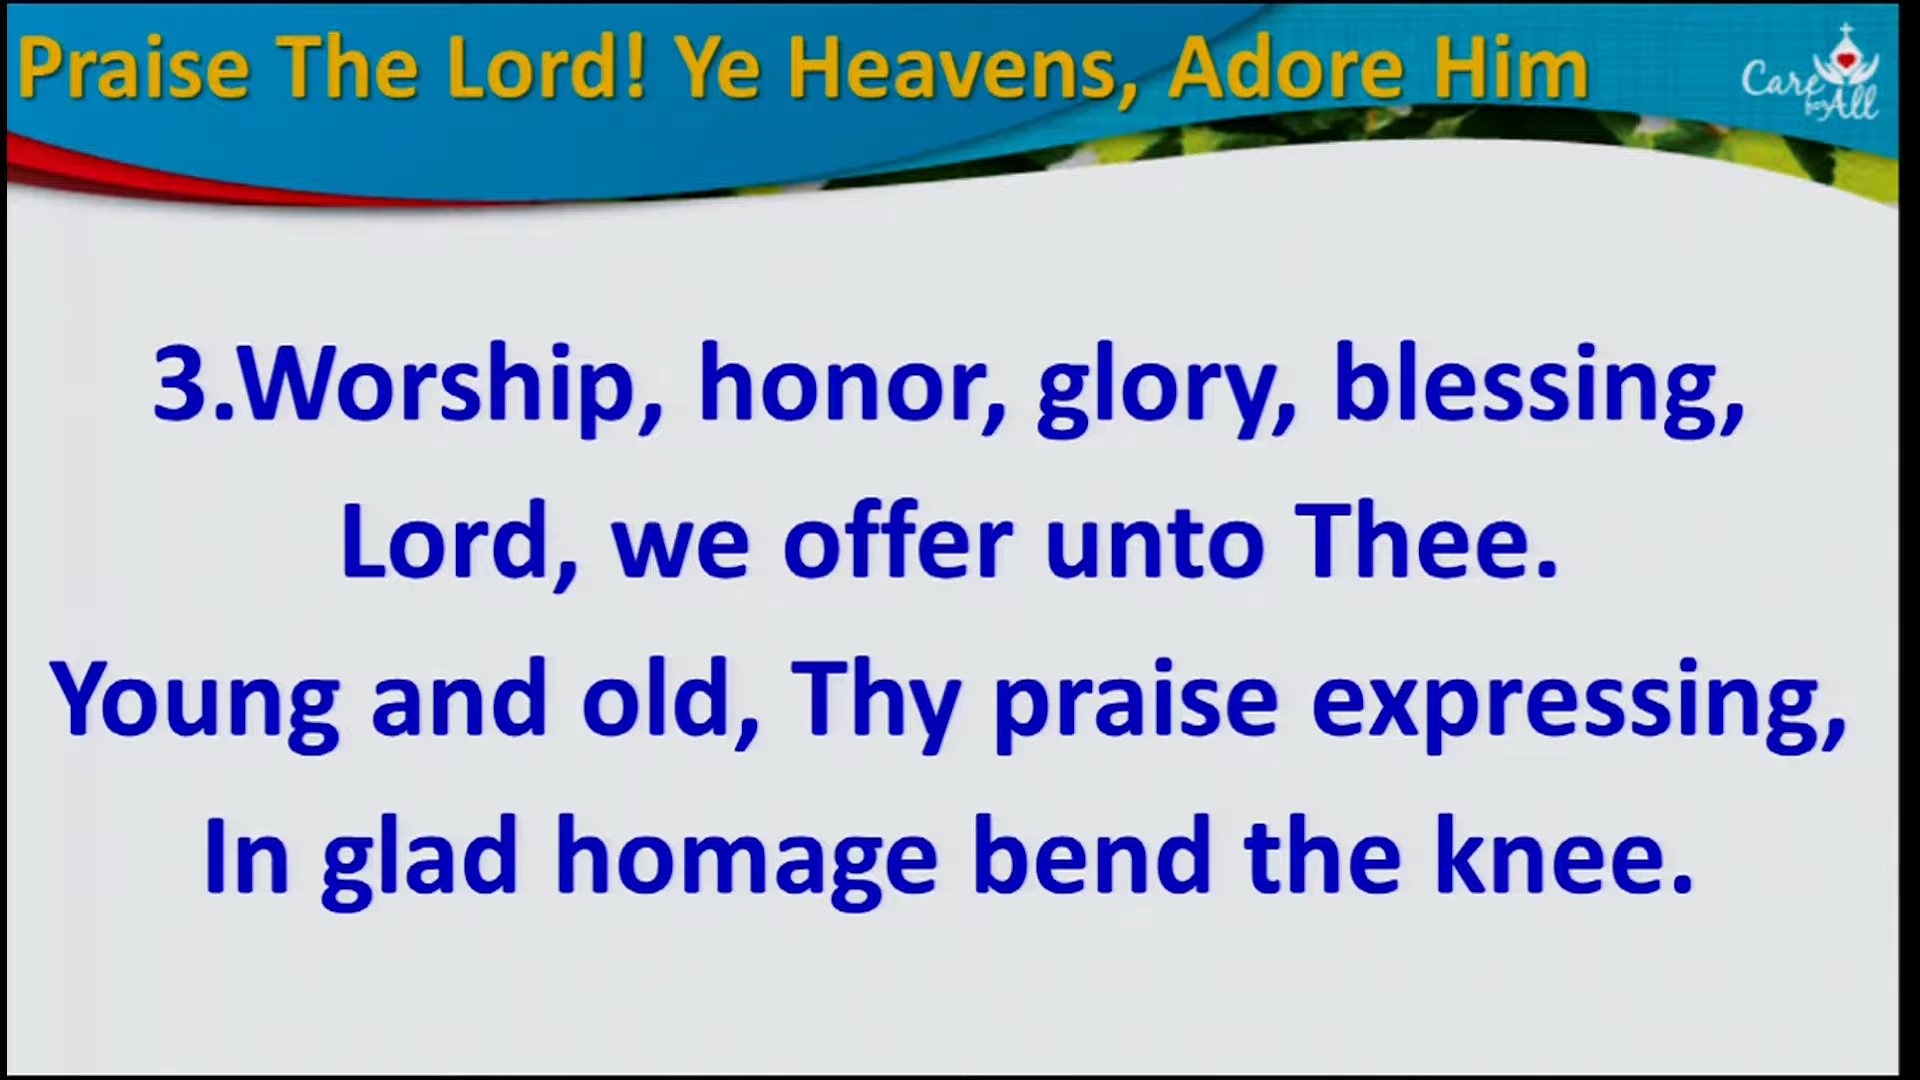 Praise The Lord! Ye Heavens, Adore Him
Care for All
3.Worship, honor, glory, blessing,
Lord, we offer unto Thee.
Young and old, Thy praise expressing,
In glad homage bend the knee.